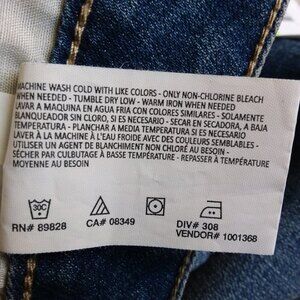 MACHINE WASH COLD WITH LIKE COLORS - ONLY NON-CHLORINE BLEACH
WHEN NEEDED - TUMBLE DRY LOW - WARM IRON WHEN NEEDED
LAVAR A MAQUINA EN AGUA FRIA CON COLORES SIMILARES - SOLAMENTE
BLANQUEADOR SIN CLORO, SI ES NECESARIO - SECAR EN SECADORA, A BAJA
TEMPERATURA - PLANCHAR A MEDIA TEMPERATURA SI ES NECESARIO
LAVER À LA MACHINE À L'EAU FROIDE AVEC DES COULEURS SEMBLABLES -
UTILISER UN AGENT DE BLANCHIMENT NON CHLORÉ AU BESOIN -
SÉCHER PAR CULBUTAGE À BASSE TEMPÉRATURE - REPASSER À TEMPÉRATURE
MOYENNE AU BESOIN
30C
RN# 89828 CA# 08349 DIV# 308
VENDOR# 1001368